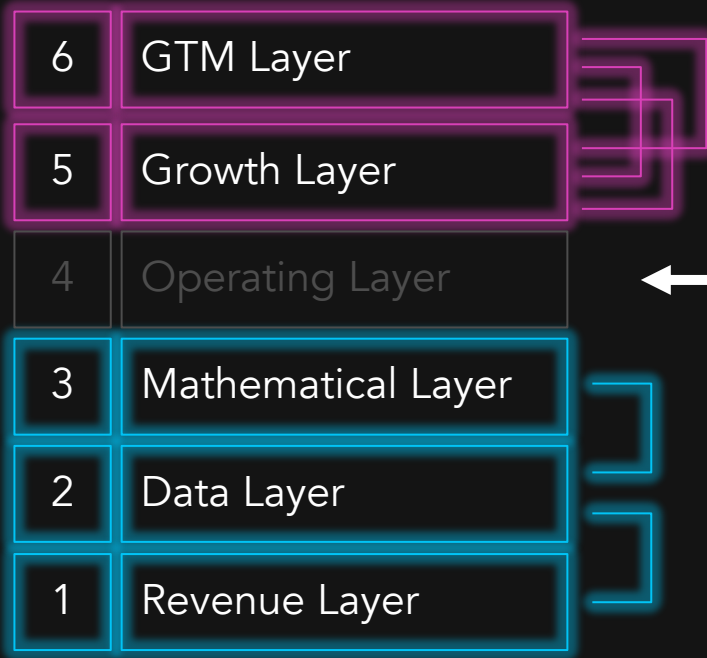 6 GTM Layer
5 Growth Layer
4 Operating Layer
3 Mathematical Layer
2 Data Layer
1 Revenue Layer